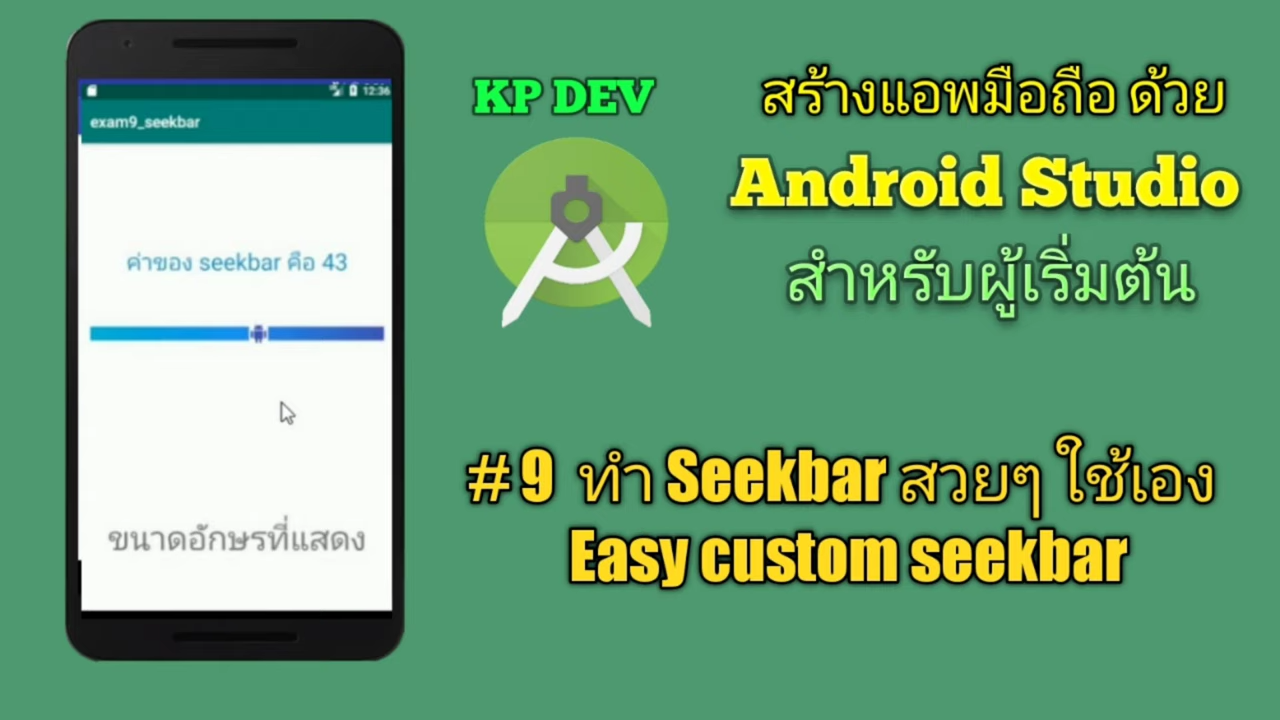 12:36
exam9_seekbar
ค่าของ seekbar คือ 43
ขนาดอักษรที่แสดง
KP DEV
สร้างแอพมือถือ ด้วย
Android Studio
สำหรับผู้เริ่มต้น
#9 ทำ Seekbar สวยๆ ใช้เอง
Easy custom seekbar